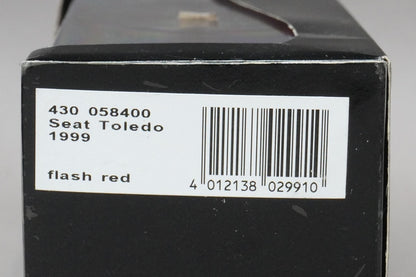 430 058400
Seat Toledo
1999
flash red
4 012138 029910